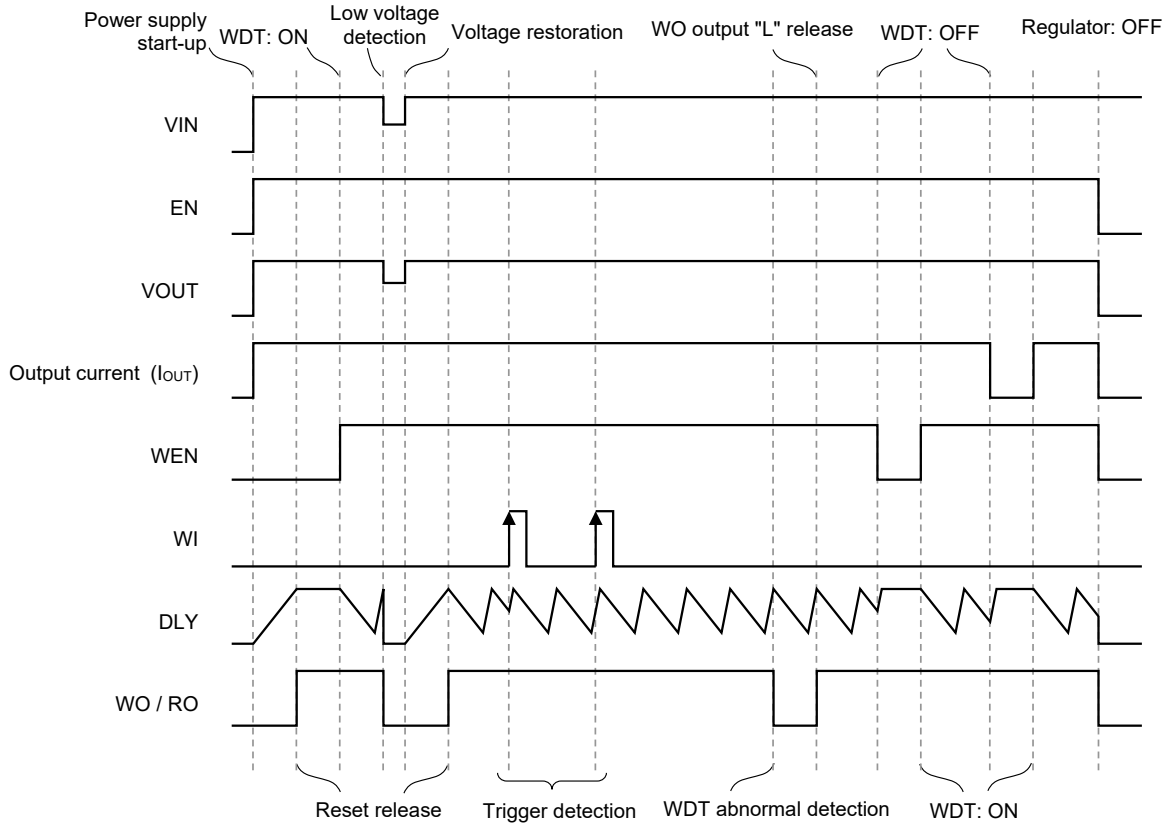 Power supply
start-up
WDT: ON
Low voltage
detection
Voltage restoration
WO output "L" release
WDT: OFF
Regulator: OFF
VIN
EN
VOUT
Output current (IOUT)
WEN
WI
DLY
WO / RO
Reset release
Trigger detection
WDT abnormal detection
WDT: ON